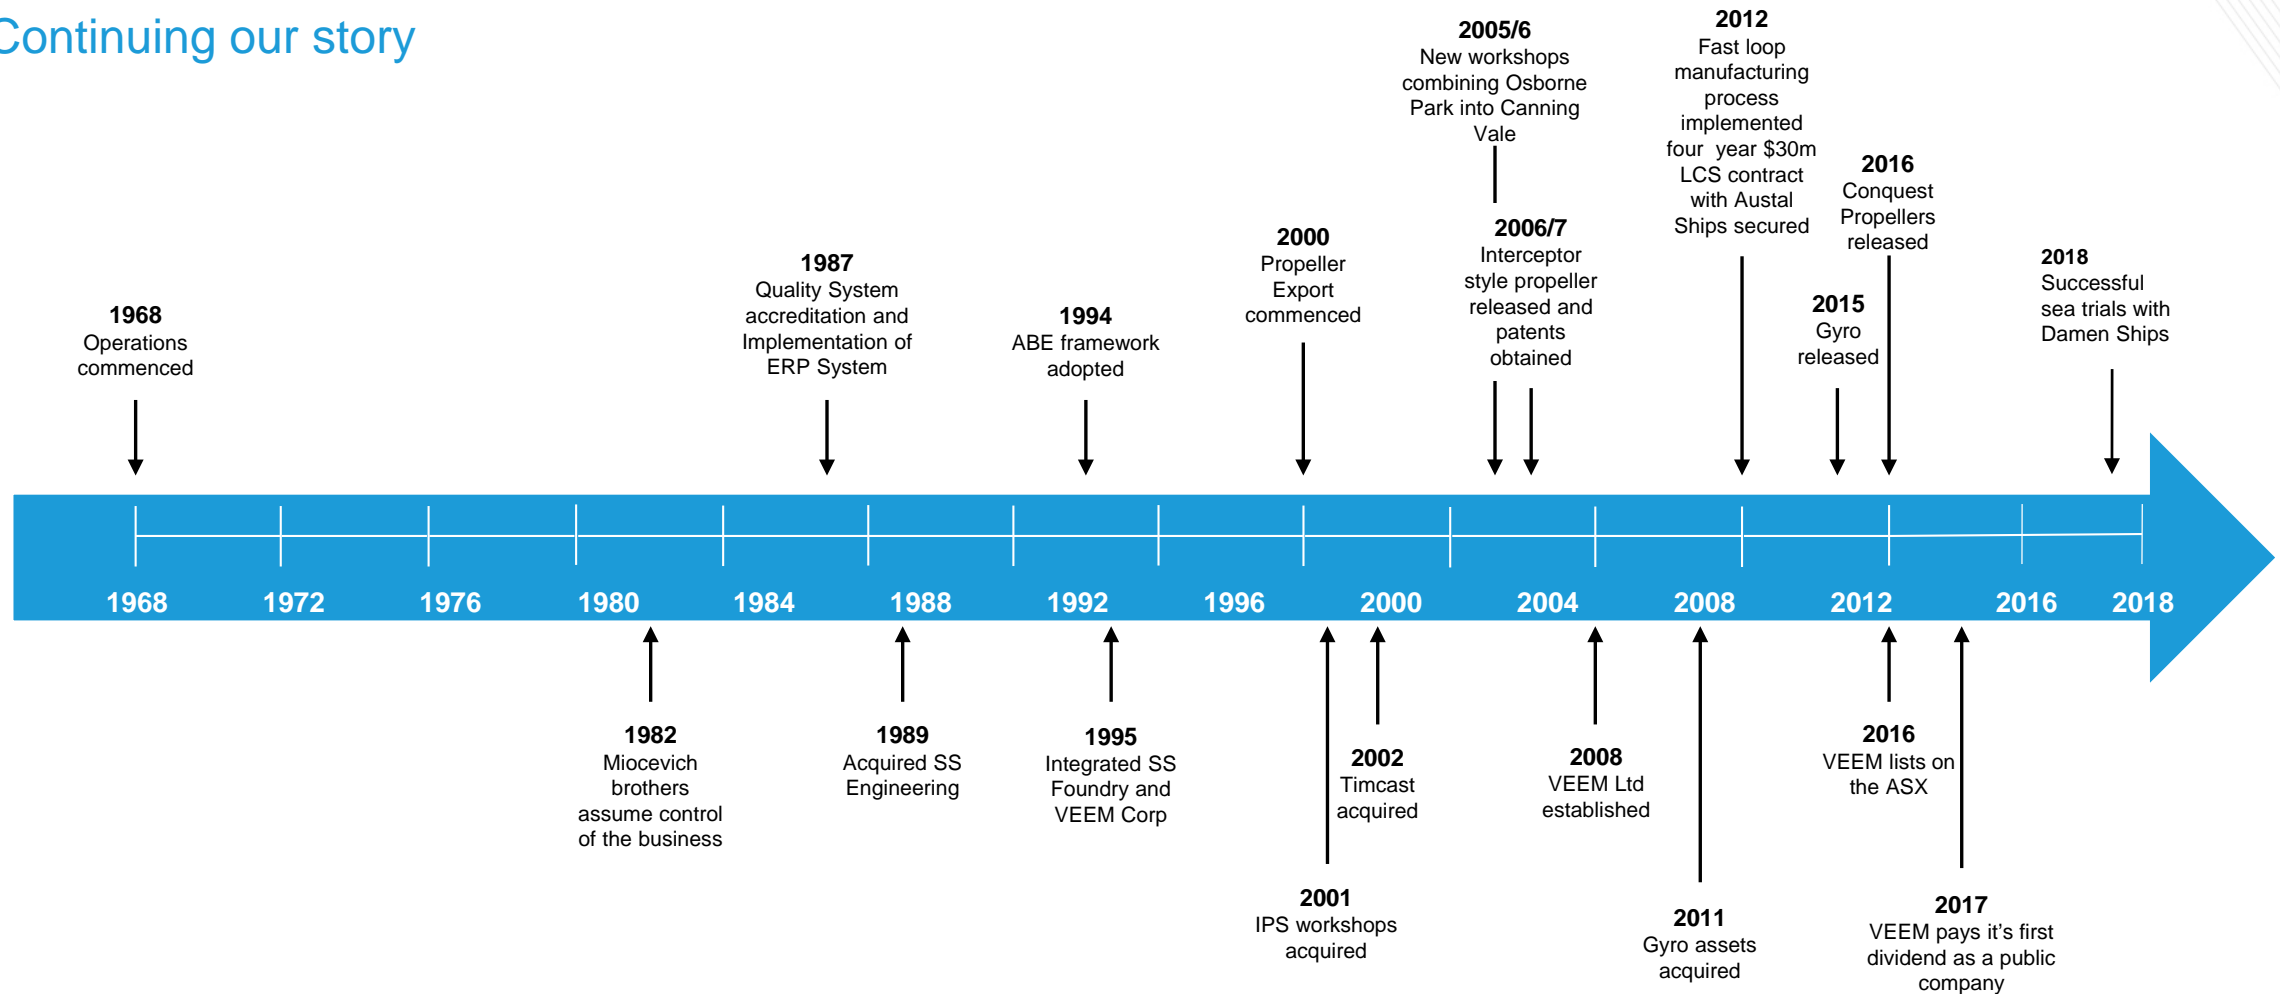 Continuing our story
2005/6
New workshops
combining Osborne
Park into Canning
Vale
2012
Fast loop
manufacturing
process
implemented
four  year $30m
LCS contract
with Austal
Ships secured
2016
Conquest
Propellers
released
2006/7
Interceptor
style propeller
released and
patents
obtained
2000
Propeller
Export
commenced
1987
Quality System
accreditation and
Implementation of
ERP System
2018
Successful
sea trials with
Damen Ships
1968
Operations
commenced
1994
ABE framework
adopted
2015
Gyro
released
1968 1972 1976 1980 1984 1988 1992 1996 2000 2004 2008 2012 2016 2018
1982
Miocevich
brothers
assume control
of the business
1989
Acquired SS
Engineering
1995
Integrated SS
Foundry and
VEEM Corp
2001
IPS workshops
acquired
2002
Timcast
acquired
2008
VEEM Ltd
established
2011
Gyro assets
acquired
2016
VEEM lists on
the ASX
2017
VEEM pays it’s first
dividend as a public
company